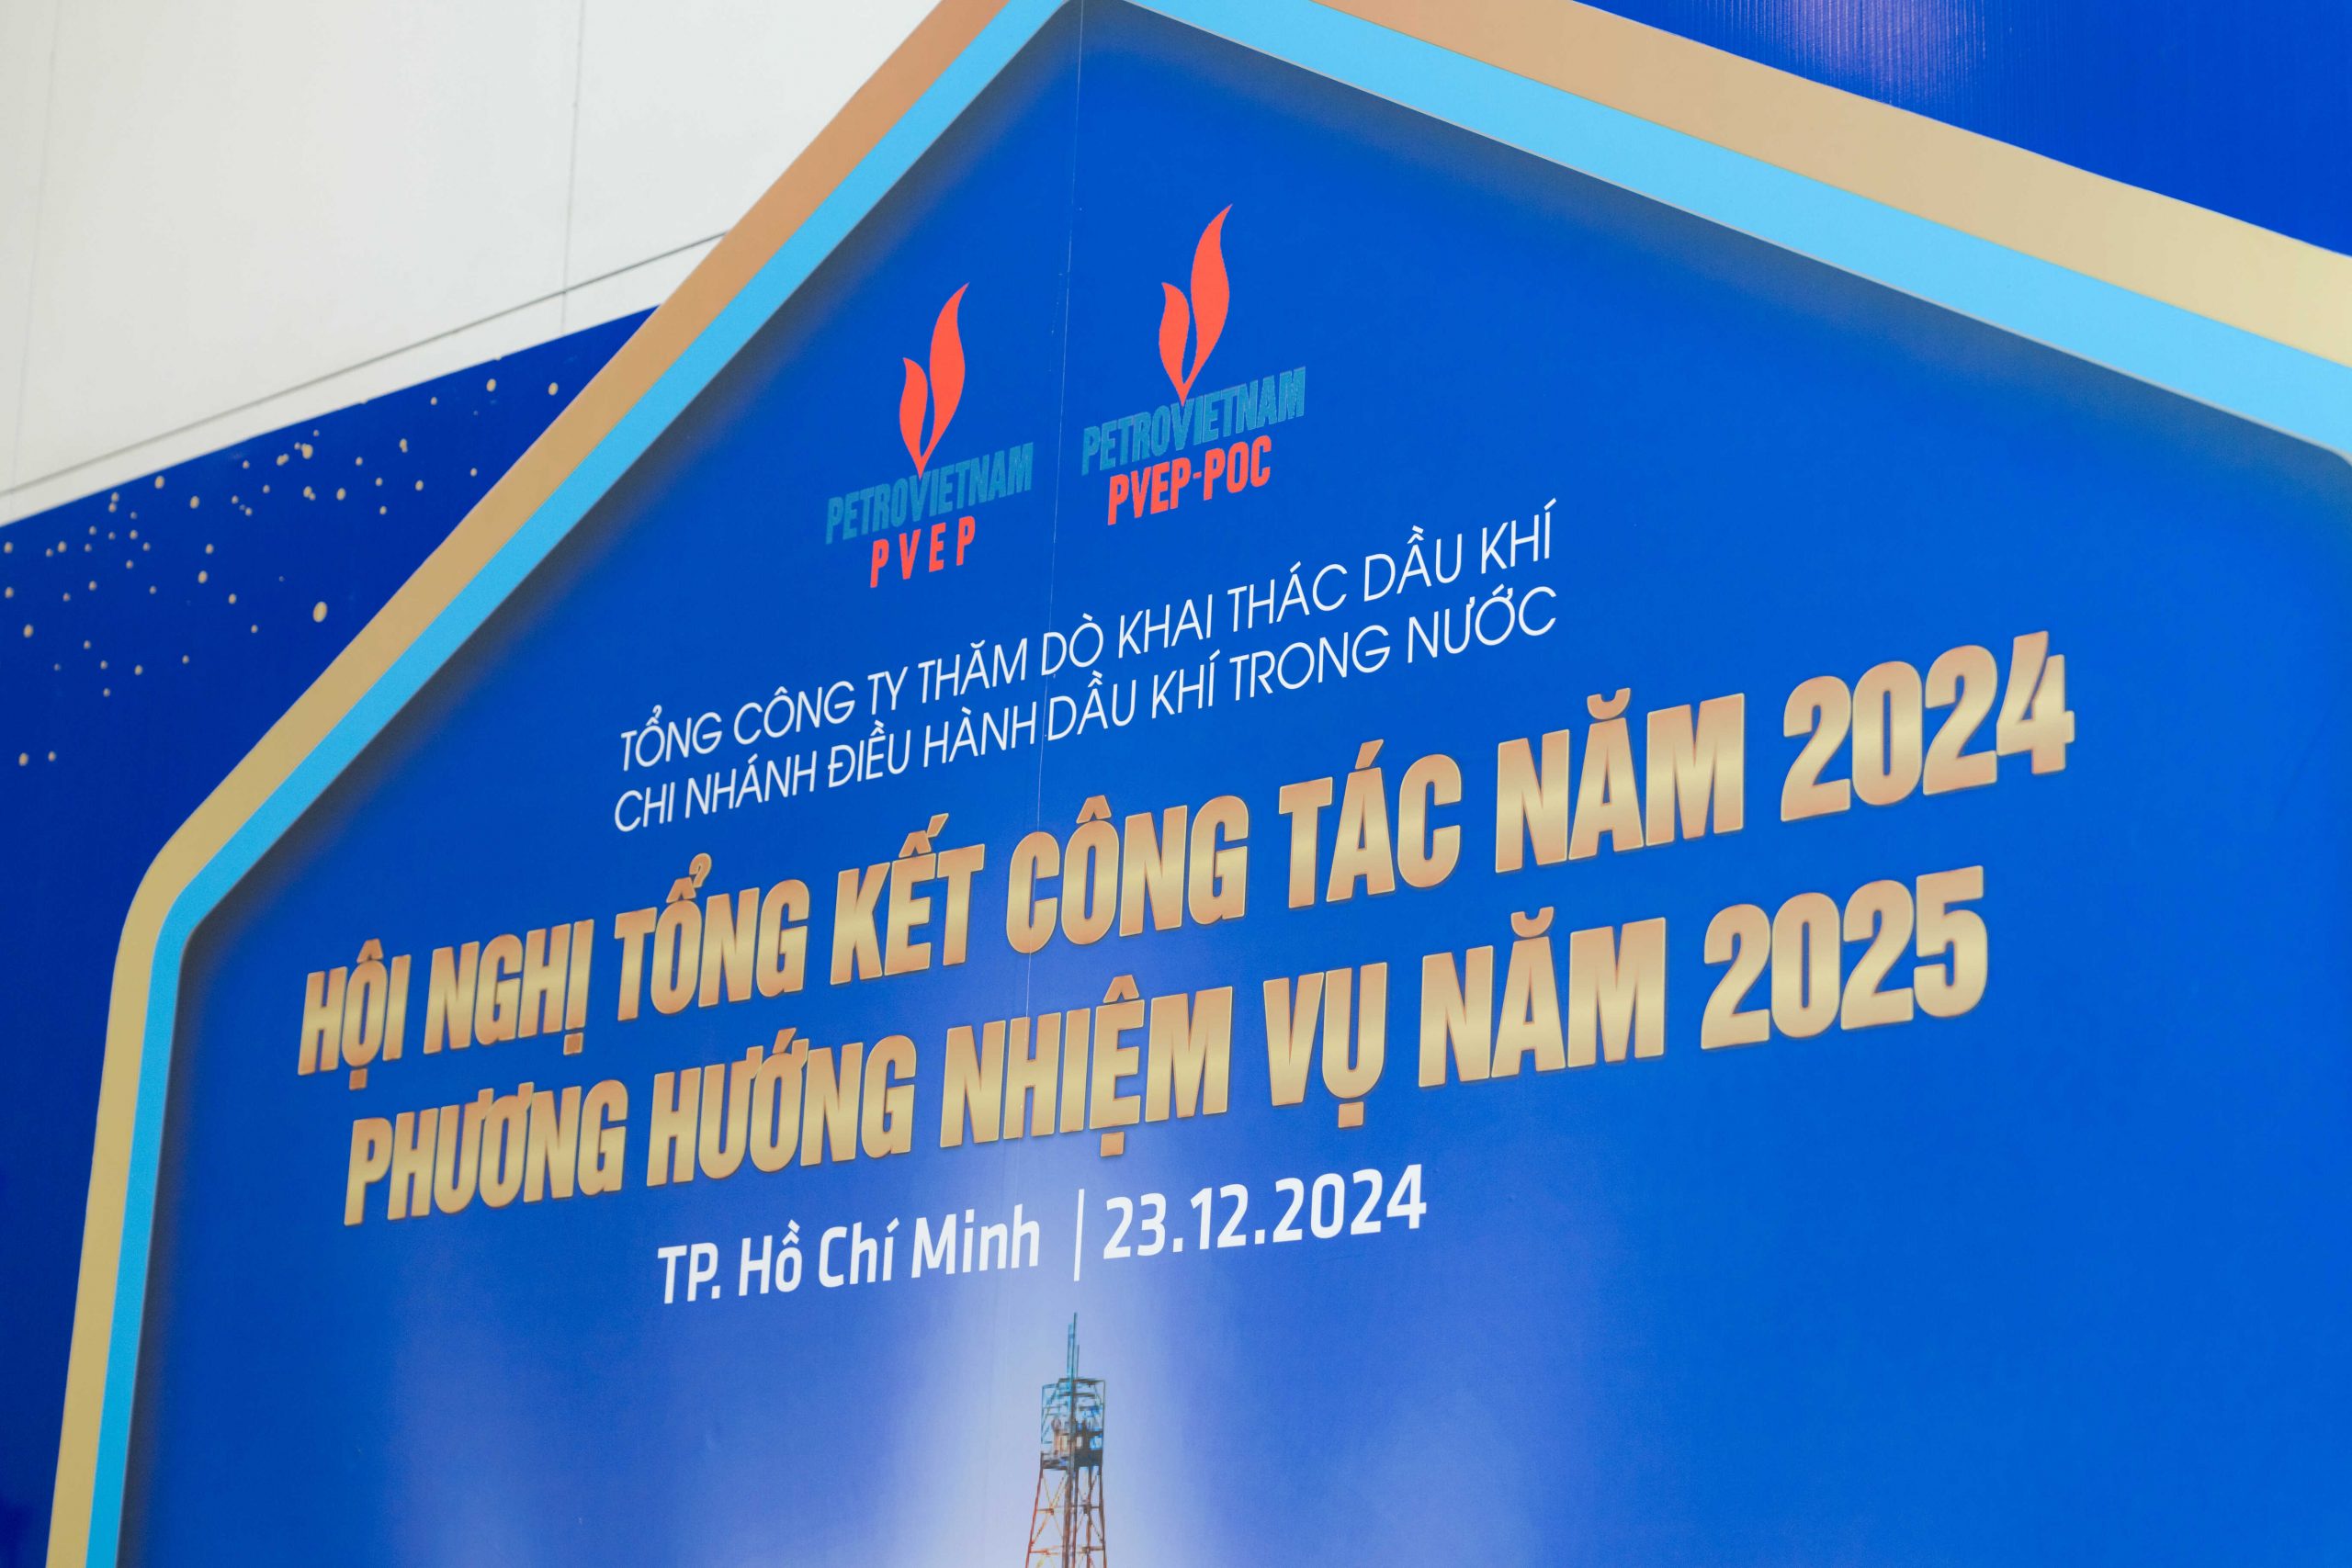 PETROVIETNAM
PVEP
PETROVIETNAM
PVEP-POC
TỔNG CÔNG TY THĂM DÒ KHAI THÁC DẦU KHÍ
CHI NHÁNH ĐIỀU HÀNH DẦU KHÍ TRONG NƯỚC
HỘI NGHỊ TỔNG KẾT CÔNG TÁC NĂM 2024
PHƯƠNG HƯỚNG NHIỆM VỤ NĂM 2025
TP. Hồ Chí Minh | 23.12.2024